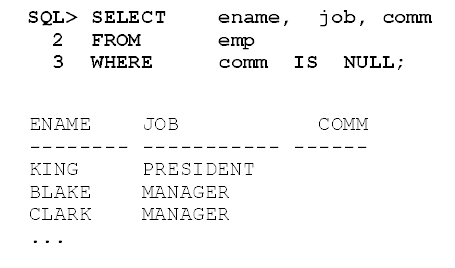 SQL> SELECT ename, job, comm
2 FROM emp
3 WHERE comm IS NULL;
ENAME JOB COMM
-------- ----------- ------
KING PRESIDENT
BLAKE MANAGER
CLARK MANAGER
...